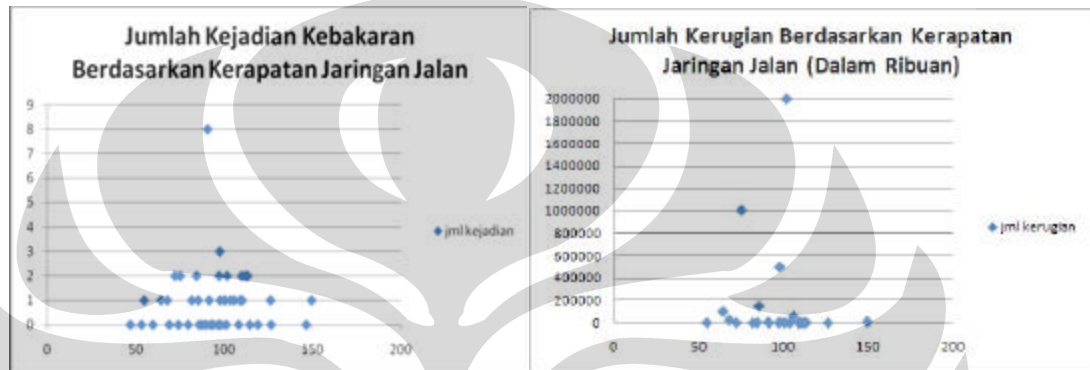 Jumlah Kejadian Kebakaran
Berdasarkan Kerapatan Jaringan Jalan
9
8
7
6
5
4
3
2
1
0
0 50 100 150 200
jml kejadian
Jumlah Kerugian Berdasarkan Kerapatan
Jaringan Jalan (Dalam Ribuan)
2000000
1800000
1600000
1400000
1200000
1000000
800000
600000
400000
200000
0
0 50 100 150 200
jml kerugian